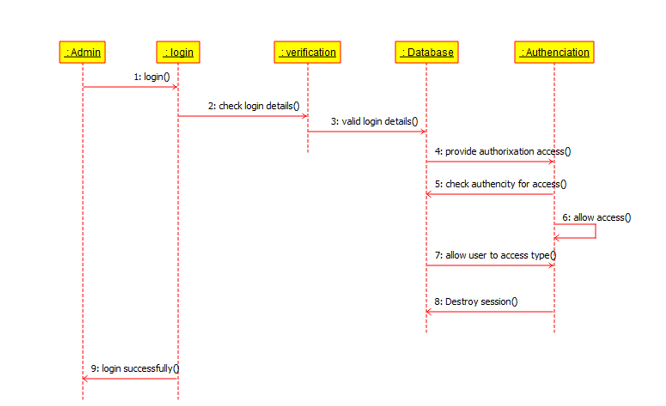 : Admin
: login
: verification
: Database
: Authenciation
1: login()
2: check login details()
3: valid login details()
4: provide authorixation access()
5: check authencity for access()
6: allow access()
7: allow user to access type()
8: Destroy session()
9: login successfully()